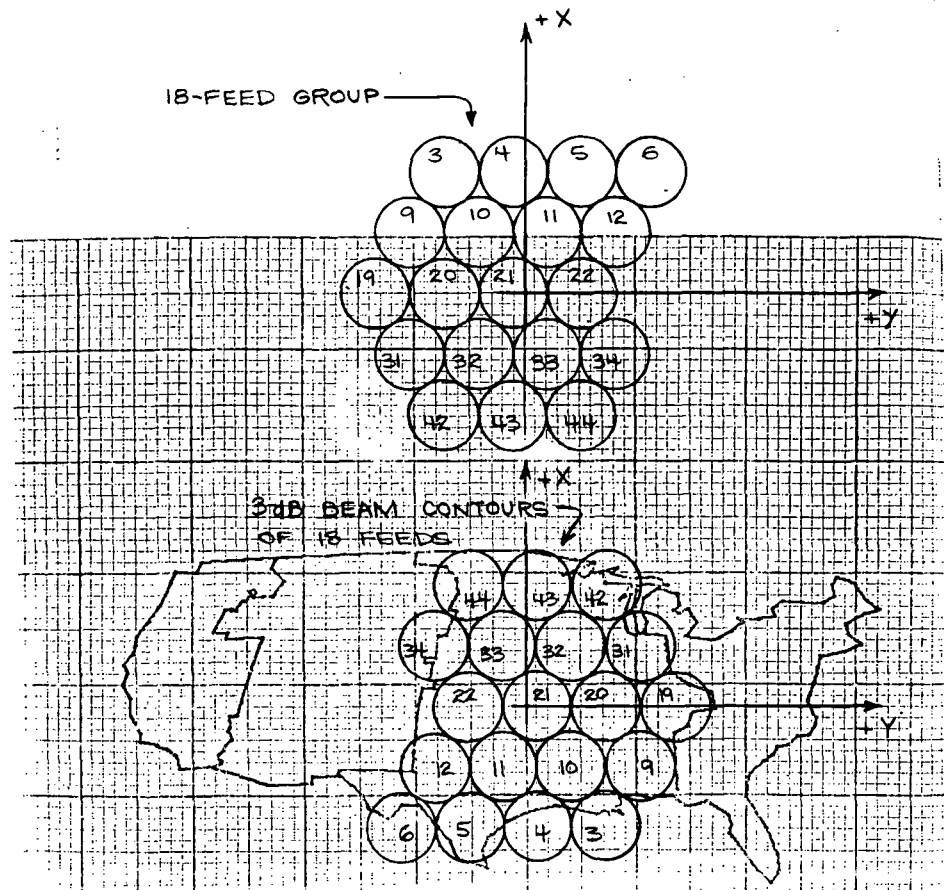 +X
18-FEED GROUP
3 4 5 6
9 10 11 12
19 20 21 22
+Y
31 32 33 34
42 43 44
+X
3dB BEAM CONTOURS
OF 18 FEEDS
44 43 42
34 33 32 31
22 21 20 19
+Y
12 11 10 9
6 5 4 3